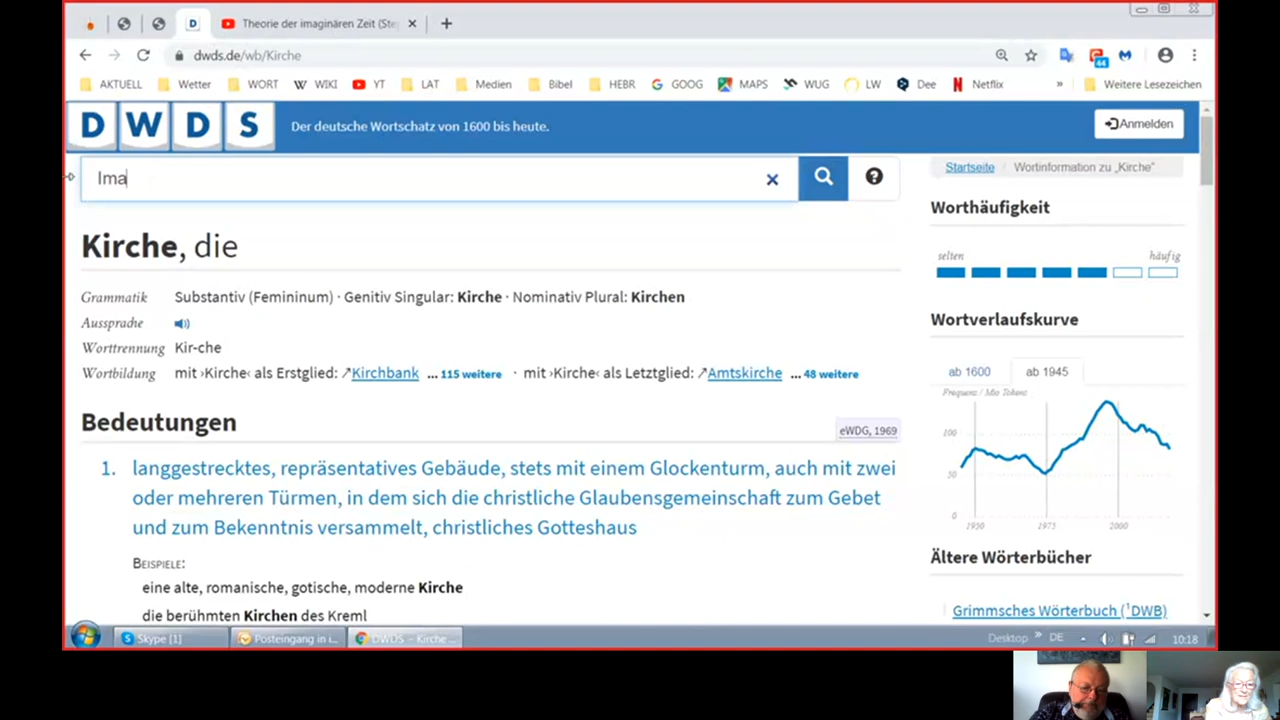 D Theorie der imaginären Zeit (Ste
dwds.de/wb/Kirche
44
AKTUELL Wetter WORT WIKI YT LAT Medien Bibel HEBR GOOG MAPS WUG LW Dee Netflix » Weitere Lesezeichen
D W D S Der deutsche Wortschatz von 1600 bis heute. Anmelden
Ima
Startseite / Wortinformation zu „Kirche"
Kirche, die
Grammatik Substantiv (Femininum) · Genitiv Singular: Kirche · Nominativ Plural: Kirchen
Aussprache
Worttrennung Kir-che
Wortbildung mit ›Kirche‹ als Erstglied: ↗Kirchbank ... 115 weitere · mit ›Kirche‹ als Letztglied: ↗Amtskirche ... 48 weitere
Bedeutungen
eWDG, 1969
1. langgestrecktes, repräsentatives Gebäude, stets mit einem Glockenturm, auch mit zwei
oder mehreren Türmen, in dem sich die christliche Glaubensgemeinschaft zum Gebet
und zum Bekenntnis versammelt, christliches Gotteshaus
BEISPIELE:
eine alte, romanische, gotische, moderne Kirche
die berühmten Kirchen des Kreml
Worthäufigkeit
selten häufig
Wortverlaufskurve
ab 1600 ab 1945
Frequenz / Mio Tokens
100
50
0
1950 1975 2000
Ältere Wörterbücher
Grimmsches Wörterbuch (¹DWB)
Skype [1] Posteingang in i... DWDS – Kirche ... Desktop » DE 10:18